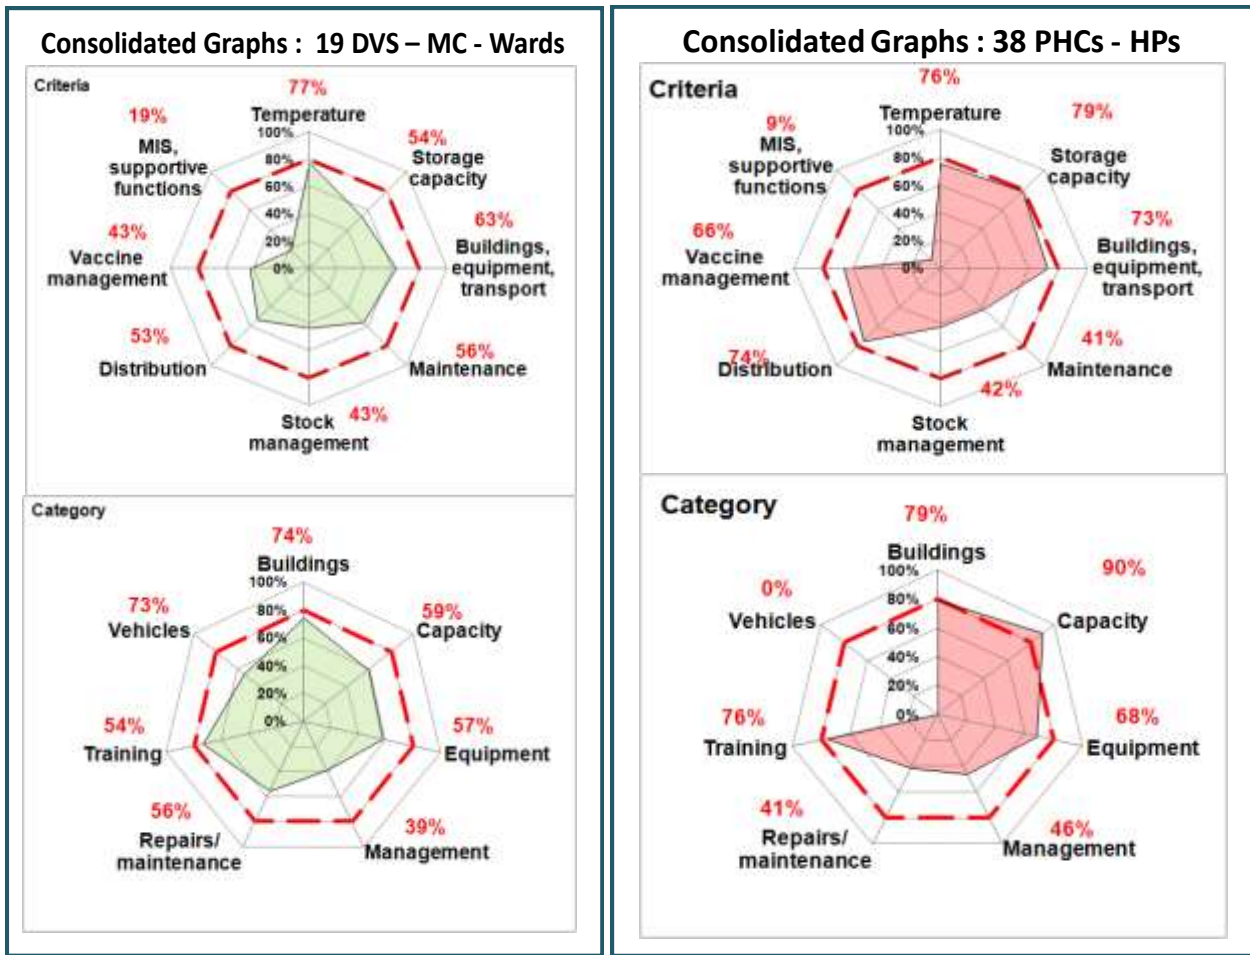 Consolidated Graphs : 19 DVS – MC - Wards
Criteria
77%
Temperature
19%
MIS,
supportive
functions
54%
Storage
capacity
100%
80%
60%
40%
20%
0%
43%
Vaccine
management
63%
Buildings,
equipment,
transport
53%
Distribution
56%
Maintenance
43%
Stock
management
Category
74%
Buildings
100%
80%
60%
40%
20%
0%
73%
Vehicles
59%
Capacity
54%
Training
57%
Equipment
56%
Repairs/
maintenance
39%
Management
Consolidated Graphs : 38 PHCs - HPs
Criteria
76%
Temperature
9%
MIS,
supportive
functions
79%
Storage
capacity
100%
80%
60%
40%
20%
0%
66%
Vaccine
management
73%
Buildings,
equipment,
transport
74%
Distribution
41%
Maintenance
42%
Stock
management
Category
79%
Buildings
100%
80%
60%
40%
20%
0%
0%
Vehicles
90%
Capacity
76%
Training
68%
Equipment
41%
Repairs/
maintenance
46%
Management